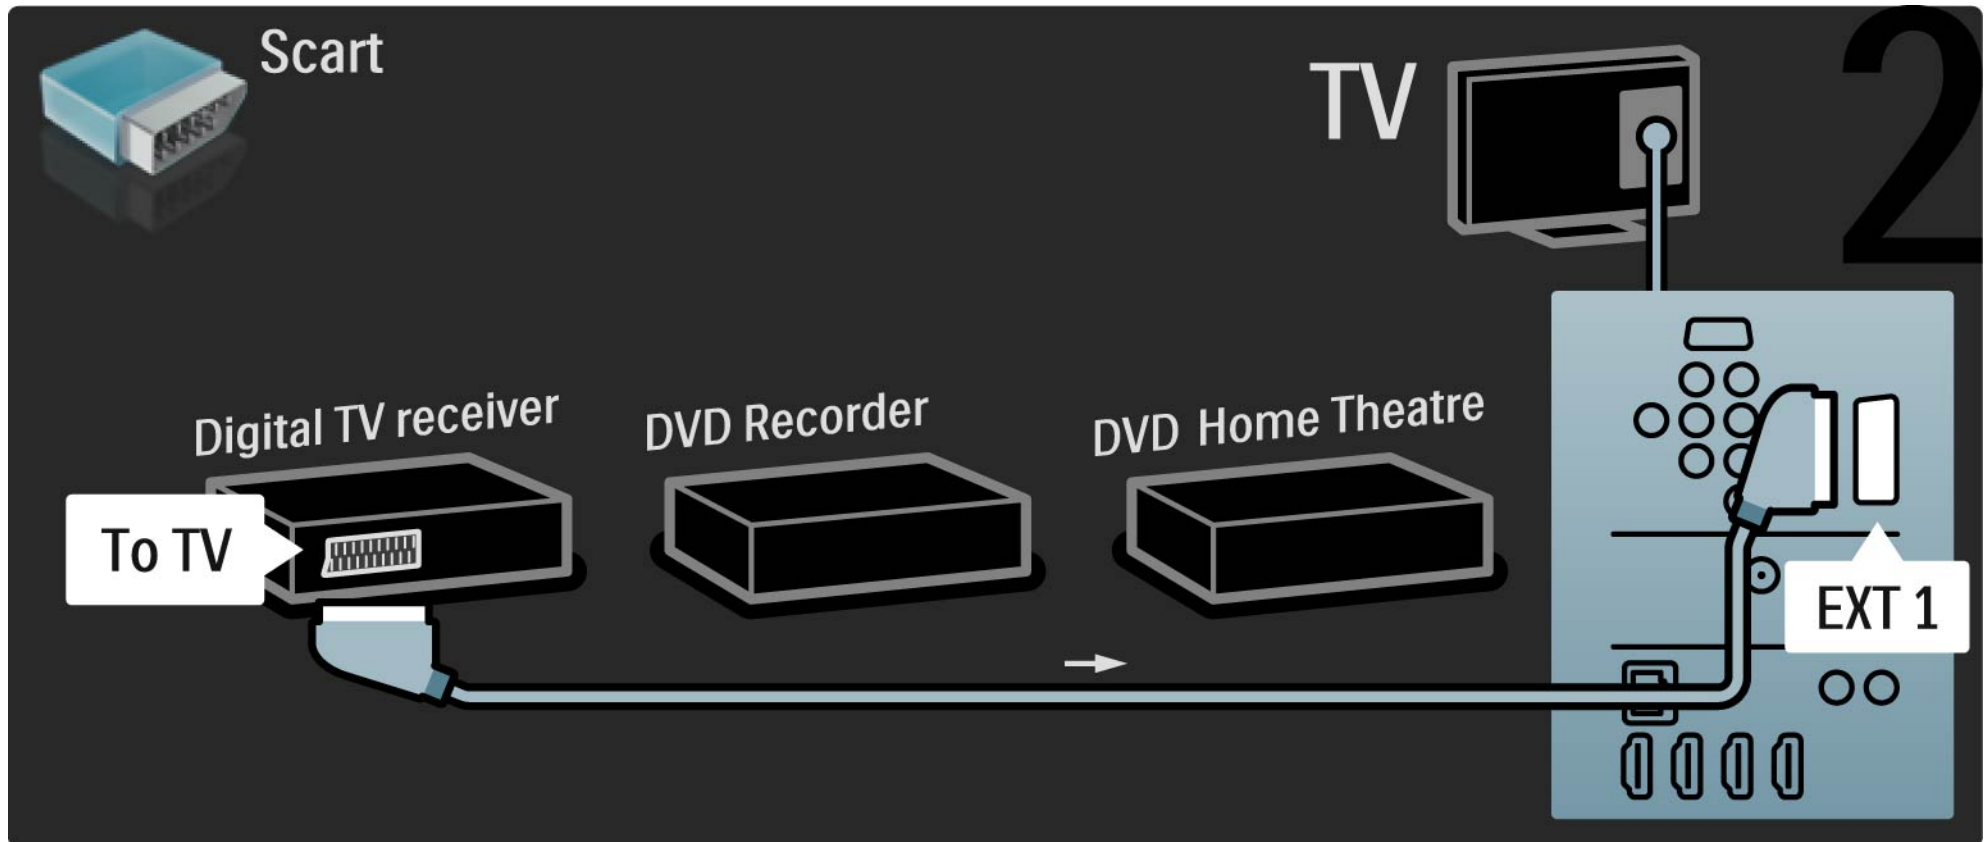 Scart
TV
2
Digital TV receiver
DVD Recorder
DVD Home Theatre
To TV
EXT 1